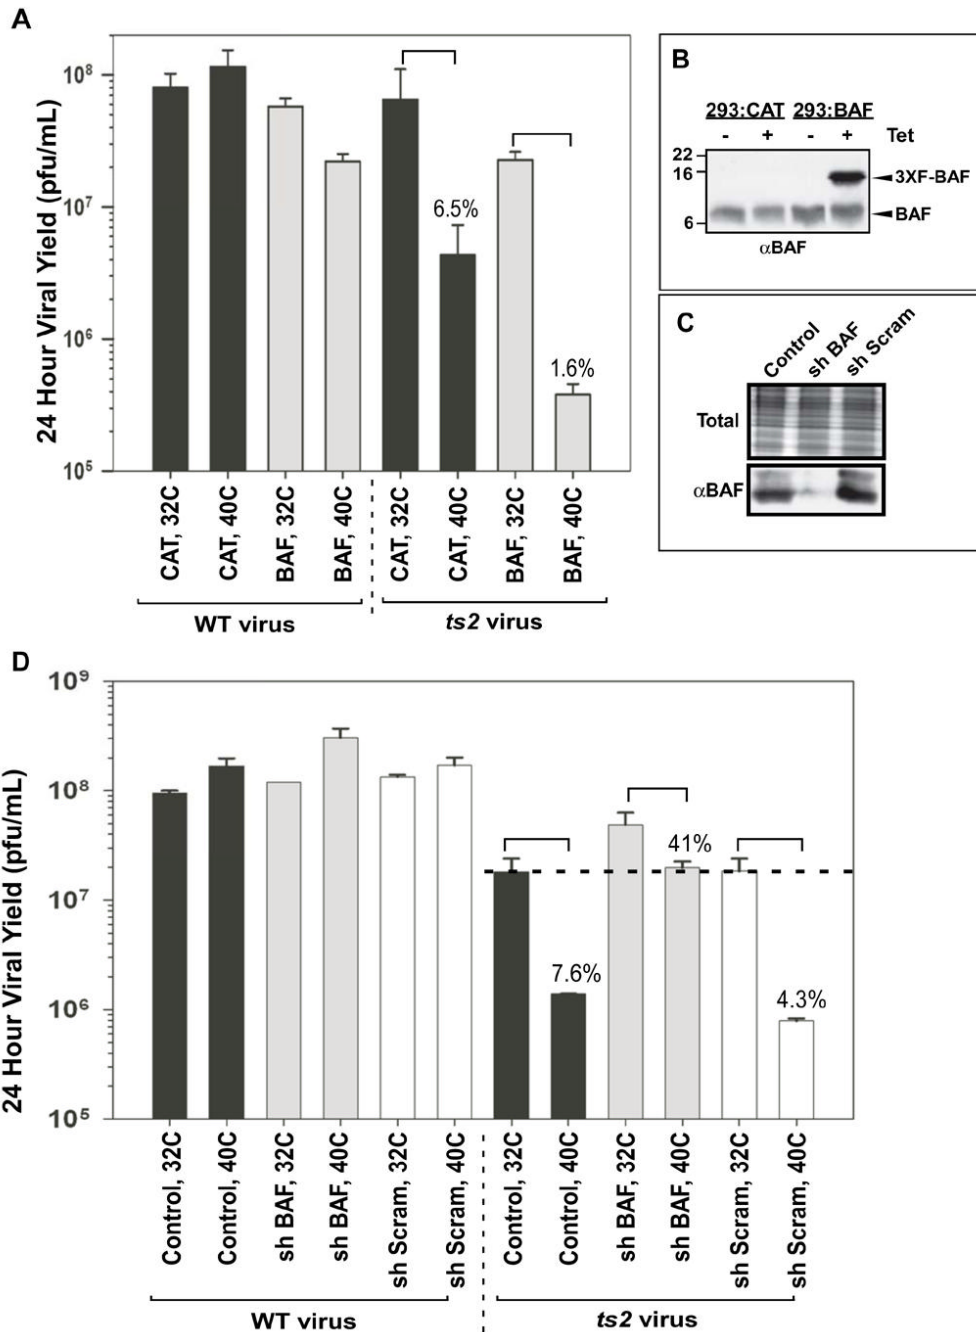 A
24 Hour Viral Yield (pfu/mL)
10⁸
10⁷
10⁶
10⁵
6.5%
1.6%
CAT, 32C
CAT, 40C
BAF, 32C
BAF, 40C
CAT, 32C
CAT, 40C
BAF, 32C
BAF, 40C
WT virus
ts2 virus
B
293:CAT 293:BAF
- + - + Tet
22
16
6
3XF-BAF
BAF
αBAF
C
Control
sh BAF
sh Scram
Total
αBAF
D
24 Hour Viral Yield (pfu/mL)
10⁹
10⁸
10⁷
10⁶
10⁵
7.6%
41%
4.3%
Control, 32C
Control, 40C
sh BAF, 32C
sh BAF, 40C
sh Scram, 32C
sh Scram, 40C
Control, 32C
Control, 40C
sh BAF, 32C
sh BAF, 40C
sh Scram, 32C
sh Scram, 40C
WT virus
ts2 virus